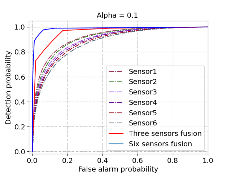 Alpha = 0.1
Detection probability
1.0
0.8
0.6
0.4
0.2
0.0
Sensor1
Sensor2
Sensor3
Sensor4
Sensor5
Sensor6
Three sensors fusion
Six sensors fusion
0.0 0.2 0.4 0.6 0.8 1.0
False alarm probability